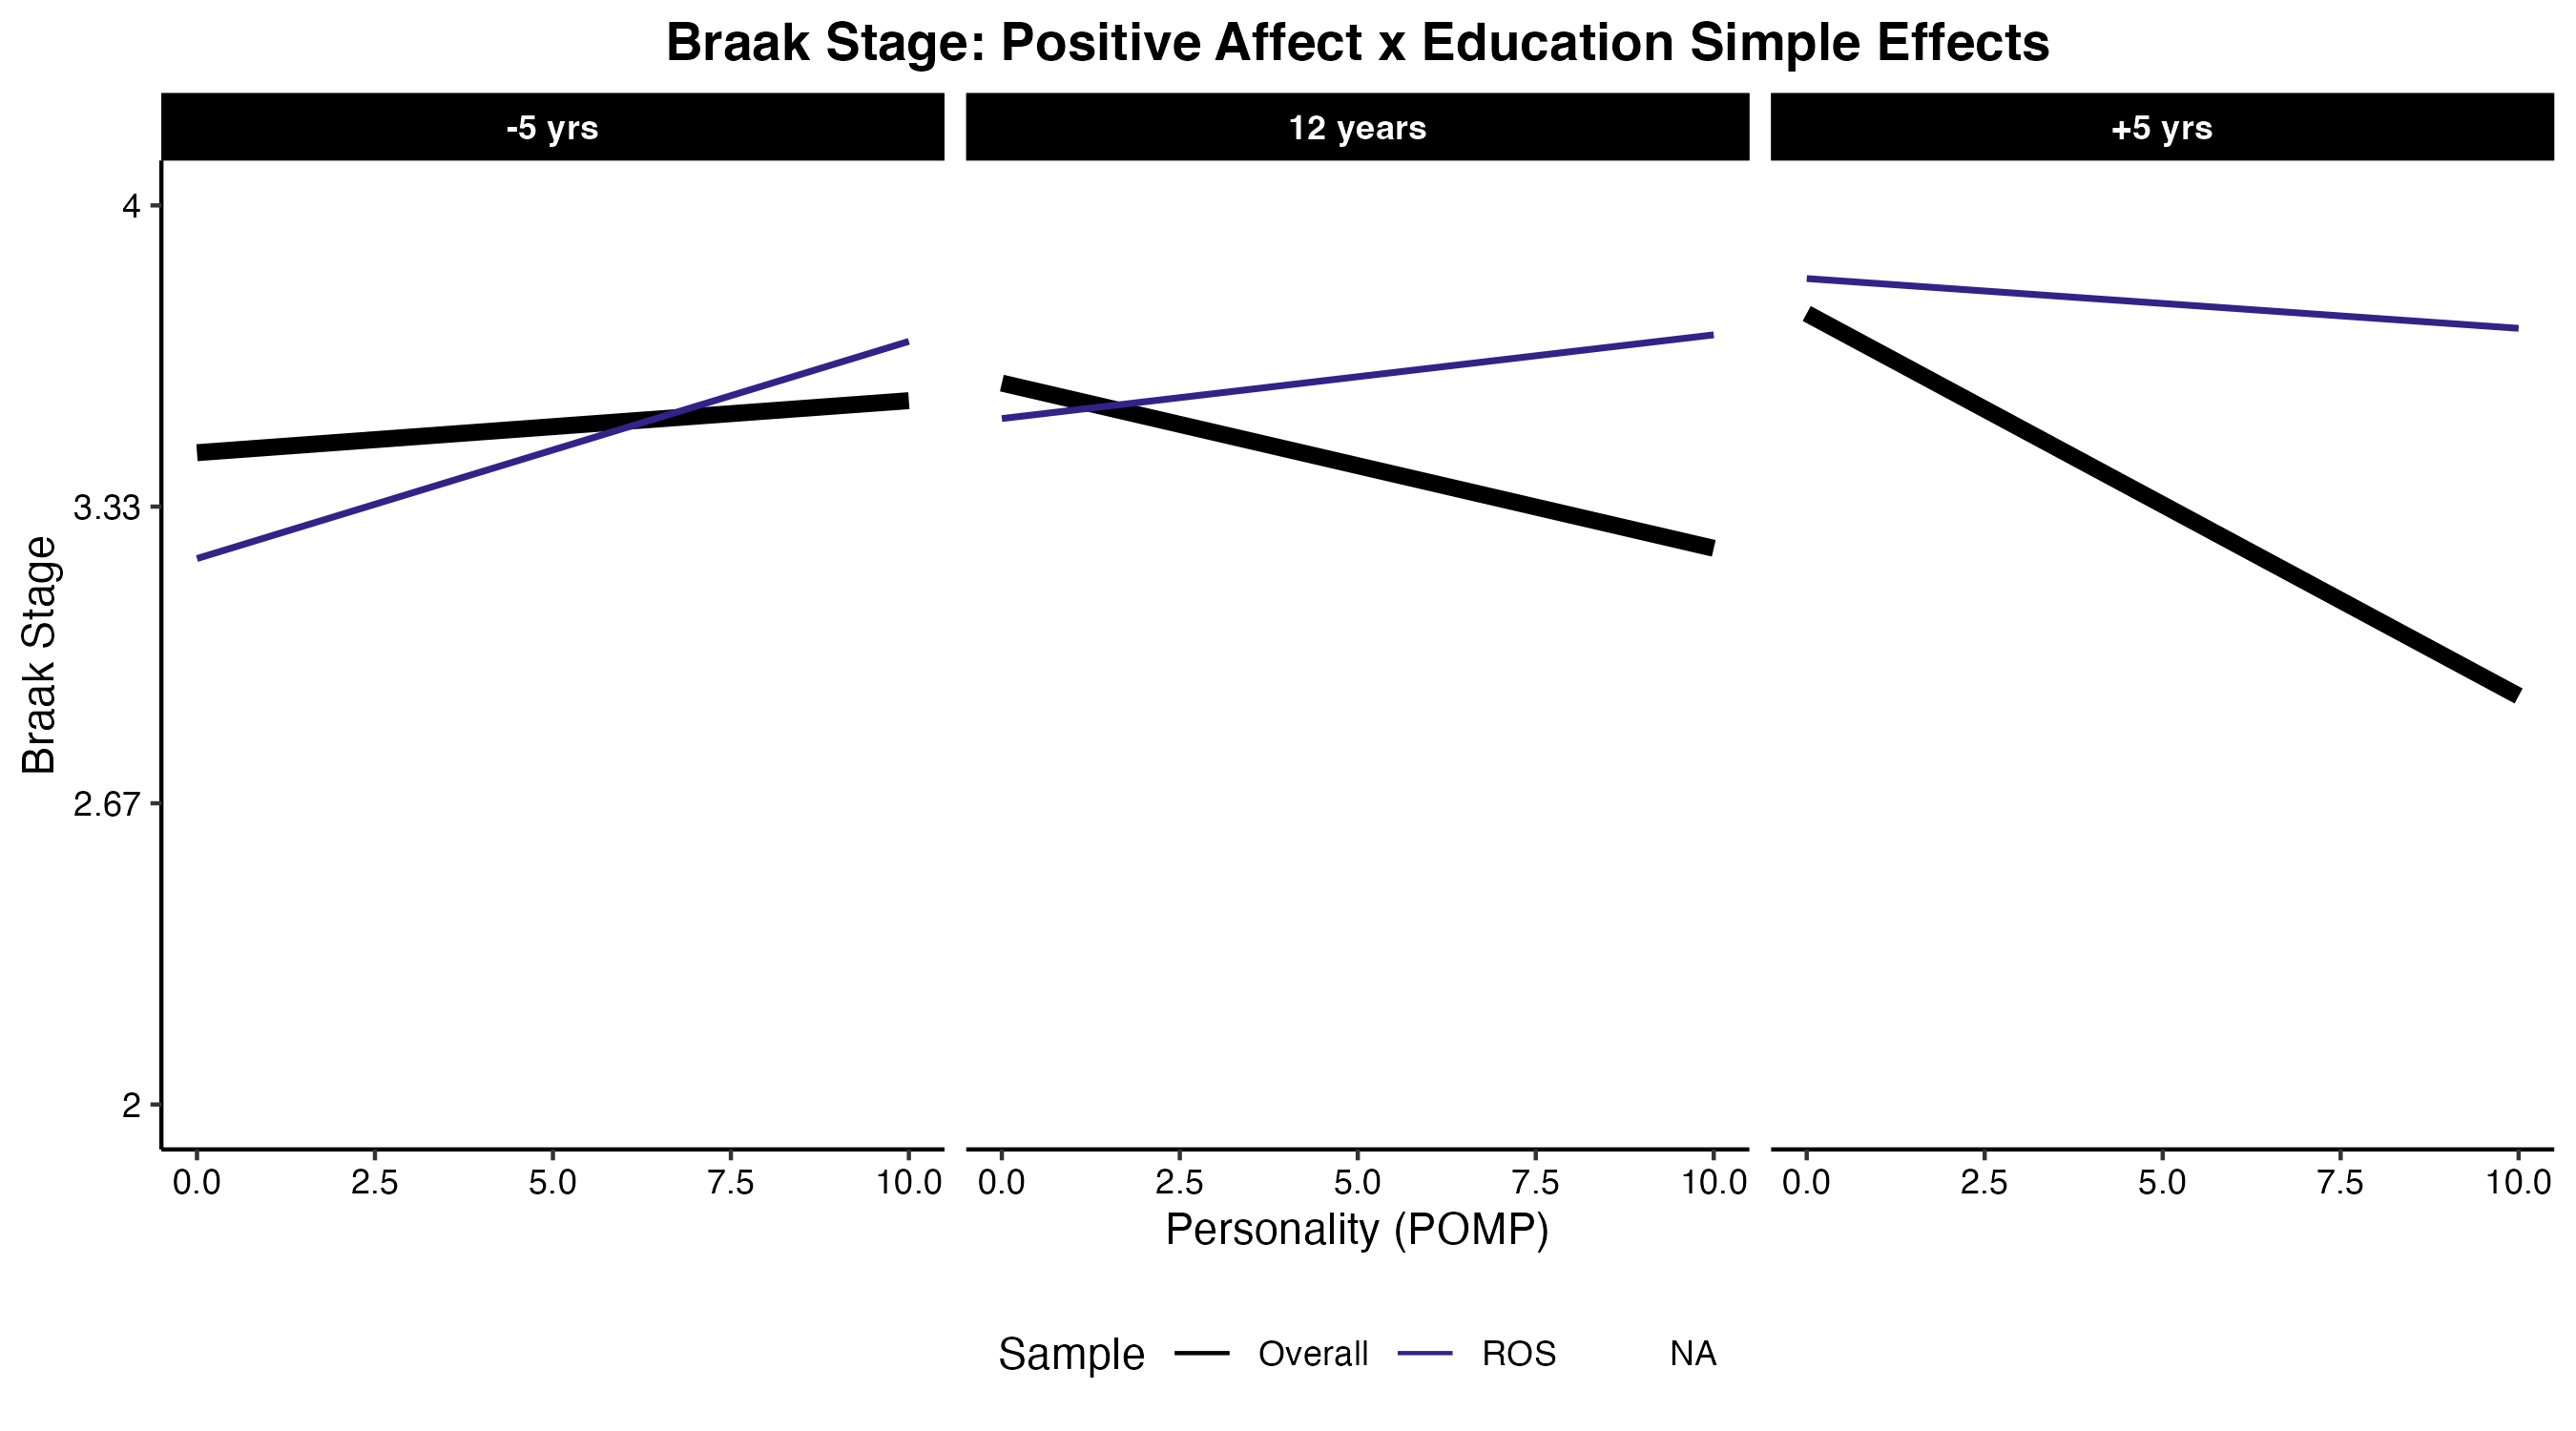 Braak Stage: Positive Affect x Education Simple Effects
-5 yrs
12 years
+5 yrs
Braak Stage
4
3.33
2.67
2
0.0 2.5 5.0 7.5 10.0
0.0 2.5 5.0 7.5 10.0
0.0 2.5 5.0 7.5 10.0
Personality (POMP)
Sample Overall ROS NA